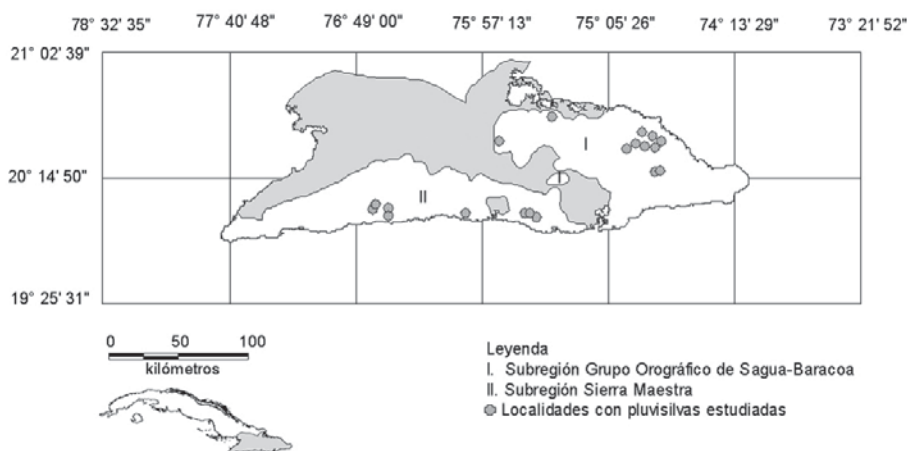 78° 32' 35" 77° 40' 48" 76° 49' 00" 75° 57' 13" 75° 05' 26" 74° 13' 29" 73° 21' 52"
21° 02' 39"
I
20° 14' 50"
I
II
19° 25' 31"
0 50 100
kilómetros
Leyenda
I. Subregión Grupo Orográfico de Sagua-Baracoa
II. Subregión Sierra Maestra
Localidades con pluvisilvas estudiadas